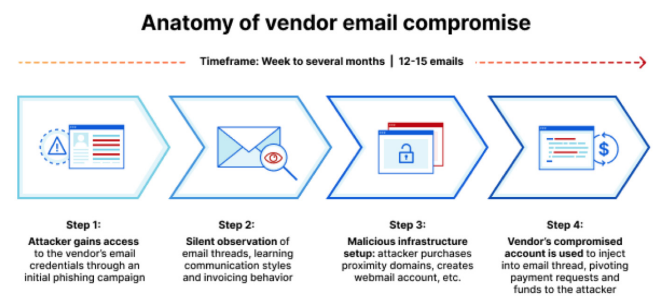 Anatomy of vendor email compromise
Timeframe: Week to several months | 12-15 emails
Step 1:
Attacker gains access
to the vendor's email
credentials through an
initial phishing campaign
Step 2:
Silent observation of
email threads, learning
communication styles
and invoicing behavior
Step 3:
Malicious infrastructure
setup: attacker purchases
proximity domains, creates
webmail account, etc.
Step 4:
Vendor's compromised
account is used to inject
into email thread, pivoting
payment requests and
funds to the attacker
$